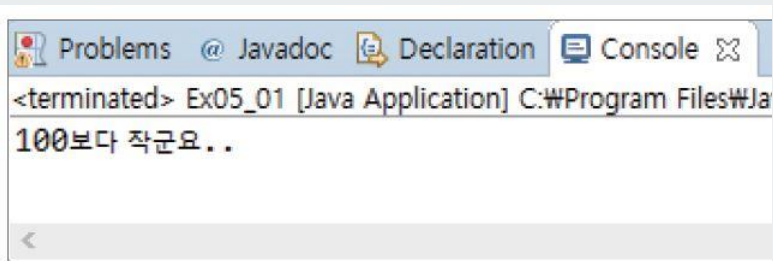 Problems @ Javadoc Declaration Console
<terminated> Ex05_01 [Java Application] C:₩Program Files₩Ja
100보다 작군요..